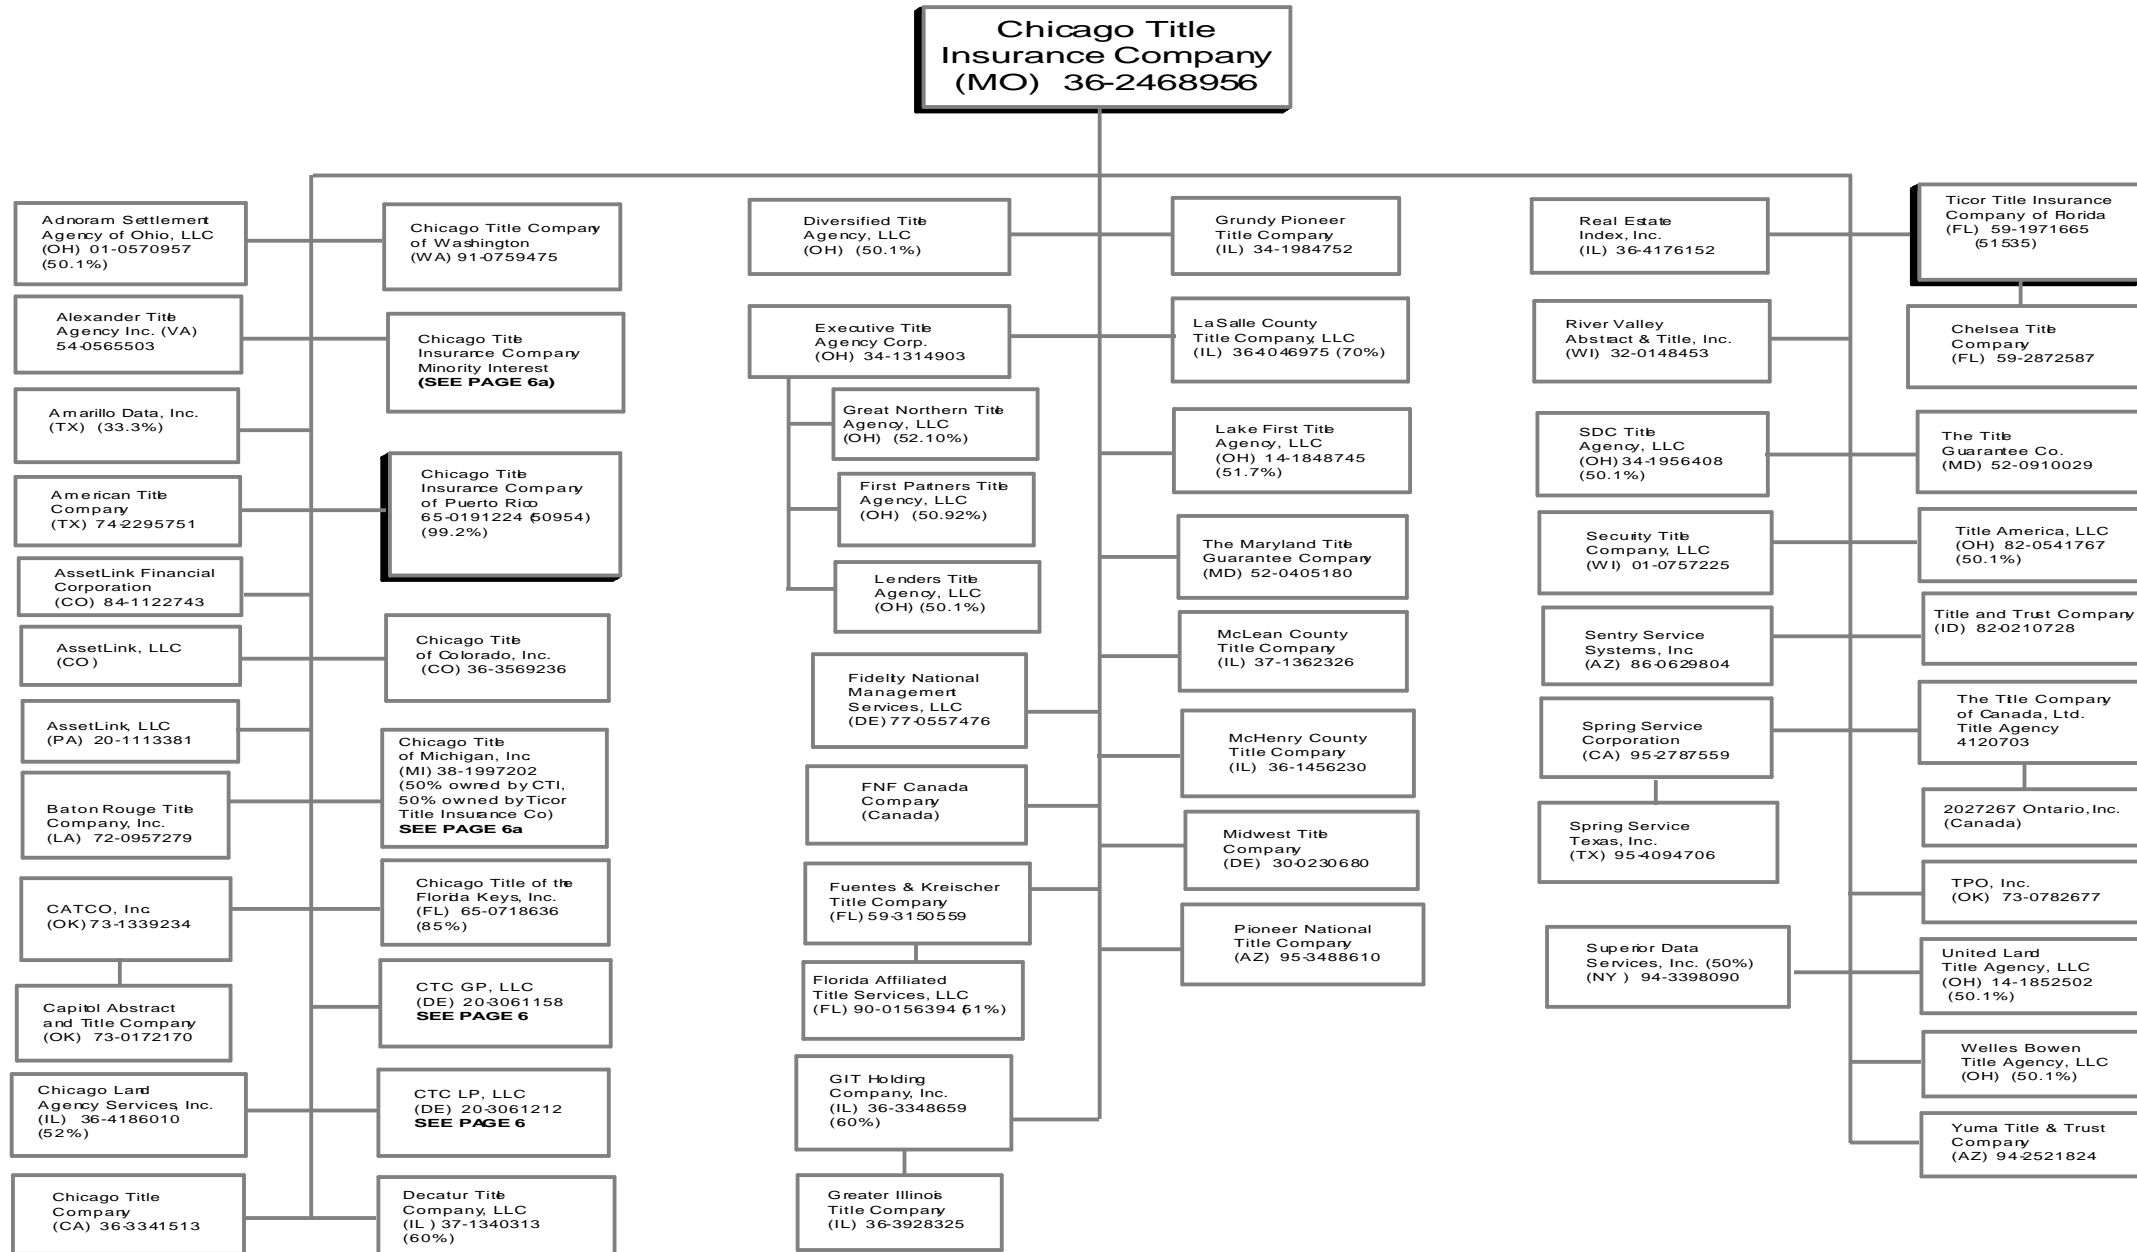 Chicago Title
Insurance Company
(MO) 36-2468956
Adnoram Settlement
Agency of Ohio, LLC
(OH) 01-0570957
(50.1%)
Alexander Title
Agency Inc. (VA)
54-0565503
Amarillo Data, Inc.
(TX) (33.3%)
American Title
Company
(TX) 74-2295751
AssetLink Financial
Corporation
(CO) 84-1122743
AssetLink, LLC
(CO)
AssetLink, LLC
(PA) 20-1113381
Baton Rouge Title
Company, Inc.
(LA) 72-0957279
CATCO, Inc.
(OK) 73-1339234
Capitol Abstract
and Title Company
(OK) 73-0172170
Chicago Land
Agency Services, Inc.
(IL) 36-4186010
(52%)
Chicago Title
Company
(CA) 36-3341513
Chicago Title Company
of Washington
(WA) 91-0759475
Chicago Title
Insurance Company
Minority Interest
(SEE PAGE 6a)
Chicago Title
Insurance Company
of Puerto Rico
65-0191224 (50954)
(99.2%)
Chicago Title
of Colorado, Inc.
(CO) 36-3569236
Chicago Title
of Michigan, Inc
(MI) 38-1997202
(50% owned by CTI,
50% owned by Ticor
Title Insurance Co)
SEE PAGE 6a
Chicago Title of the
Florida Keys, Inc.
(FL) 65-0718636
(85%)
CTC GP, LLC
(DE) 20-3061158
SEE PAGE 6
CTC LP, LLC
(DE) 20-3061212
SEE PAGE 6
Decatur Title
Company, LLC
(IL ) 37-1340313
(60%)
Diversified Title
Agency, LLC
(OH) (50.1%)
Executive Title
Agency Corp.
(OH) 34-1314903
Great Northern Title
Agency, LLC
(OH) (52.10%)
First Partners Title
Agency, LLC
(OH) (50.92%)
Lenders Title
Agency, LLC
(OH) (50.1%)
Fidelity National
Management
Services, LLC
(DE) 77-0557476
FNF Canada
Company
(Canada)
Fuentes & Kreischer
Title Company
(FL) 59-3150559
Florida Affiliated
Title Services, LLC
(FL) 90-0156394 (51%)
GIT Holding
Company, Inc.
(IL) 36-3348659
(60%)
Greater Illinois
Title Company
(IL) 36-3928325
Grundy Pioneer
Title Company
(IL) 34-1984752
LaSalle County
Title Company, LLC
(IL) 36-4046975 (70%)
Lake First Title
Agency, LLC
(OH) 14-1848745
(51.7%)
The Maryland Title
Guarantee Company
(MD) 52-0405180
McLean County
Title Company
(IL) 37-1362326
McHenry County
Title Company
(IL) 36-1456230
Midwest Title
Company
(DE) 30-0230680
Pioneer National
Title Company
(AZ) 95-3488610
Real Estate
Index, Inc.
(IL) 36-4176152
River Valley
Abstract & Title, Inc.
(WI) 32-0148453
SDC Title
Agency, LLC
(OH) 34-1956408
(50.1%)
Security Title
Company, LLC
(WI) 01-0757225
Sentry Service
Systems, Inc
(AZ) 86-0629804
Spring Service
Corporation
(CA) 95-2787559
Spring Service
Texas, Inc.
(TX) 95-4094706
Superior Data
Services, Inc. (50%)
(NY ) 94-3398090
Ticor Title Insurance
Company of Florida
(FL) 59-1971665
(51535)
Chelsea Title
Company
(FL) 59-2872587
The Title
Guarantee Co.
(MD) 52-0910029
Title America, LLC
(OH) 82-0541767
(50.1%)
Title and Trust Company
(ID) 82-0210728
The Title Company
of Canada, Ltd.
Title Agency
4120703
2027267 Ontario, Inc.
(Canada)
TPO, Inc.
(OK) 73-0782677
United Land
Title Agency, LLC
(OH) 14-1852502
(50.1%)
Welles Bowen
Title Agency, LLC
(OH) (50.1%)
Yuma Title & Trust
Company
(AZ) 94-2521824